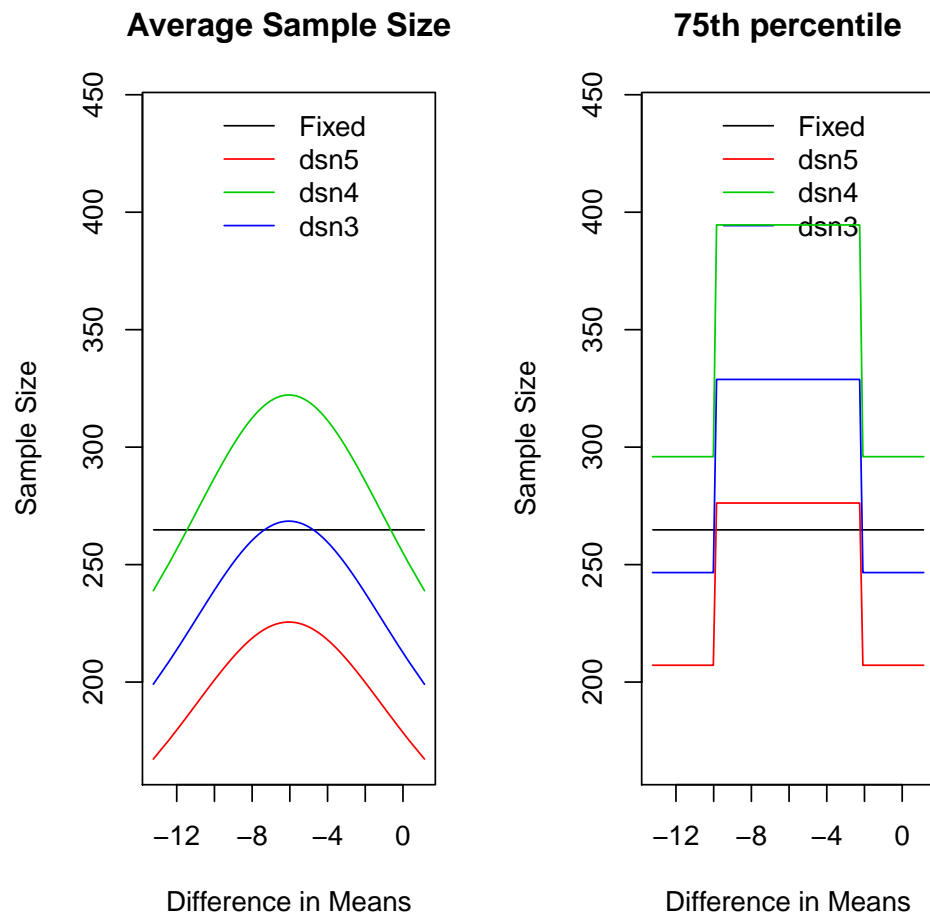 Average Sample Size
450
400
350
300
250
200
Sample Size
Fixed
dsn5
dsn4
dsn3
−12 −8 −4 0
Difference in Means
75th percentile
450
400
350
300
250
200
Sample Size
Fixed
dsn5
dsn4
dsn3
−12 −8 −4 0
Difference in Means